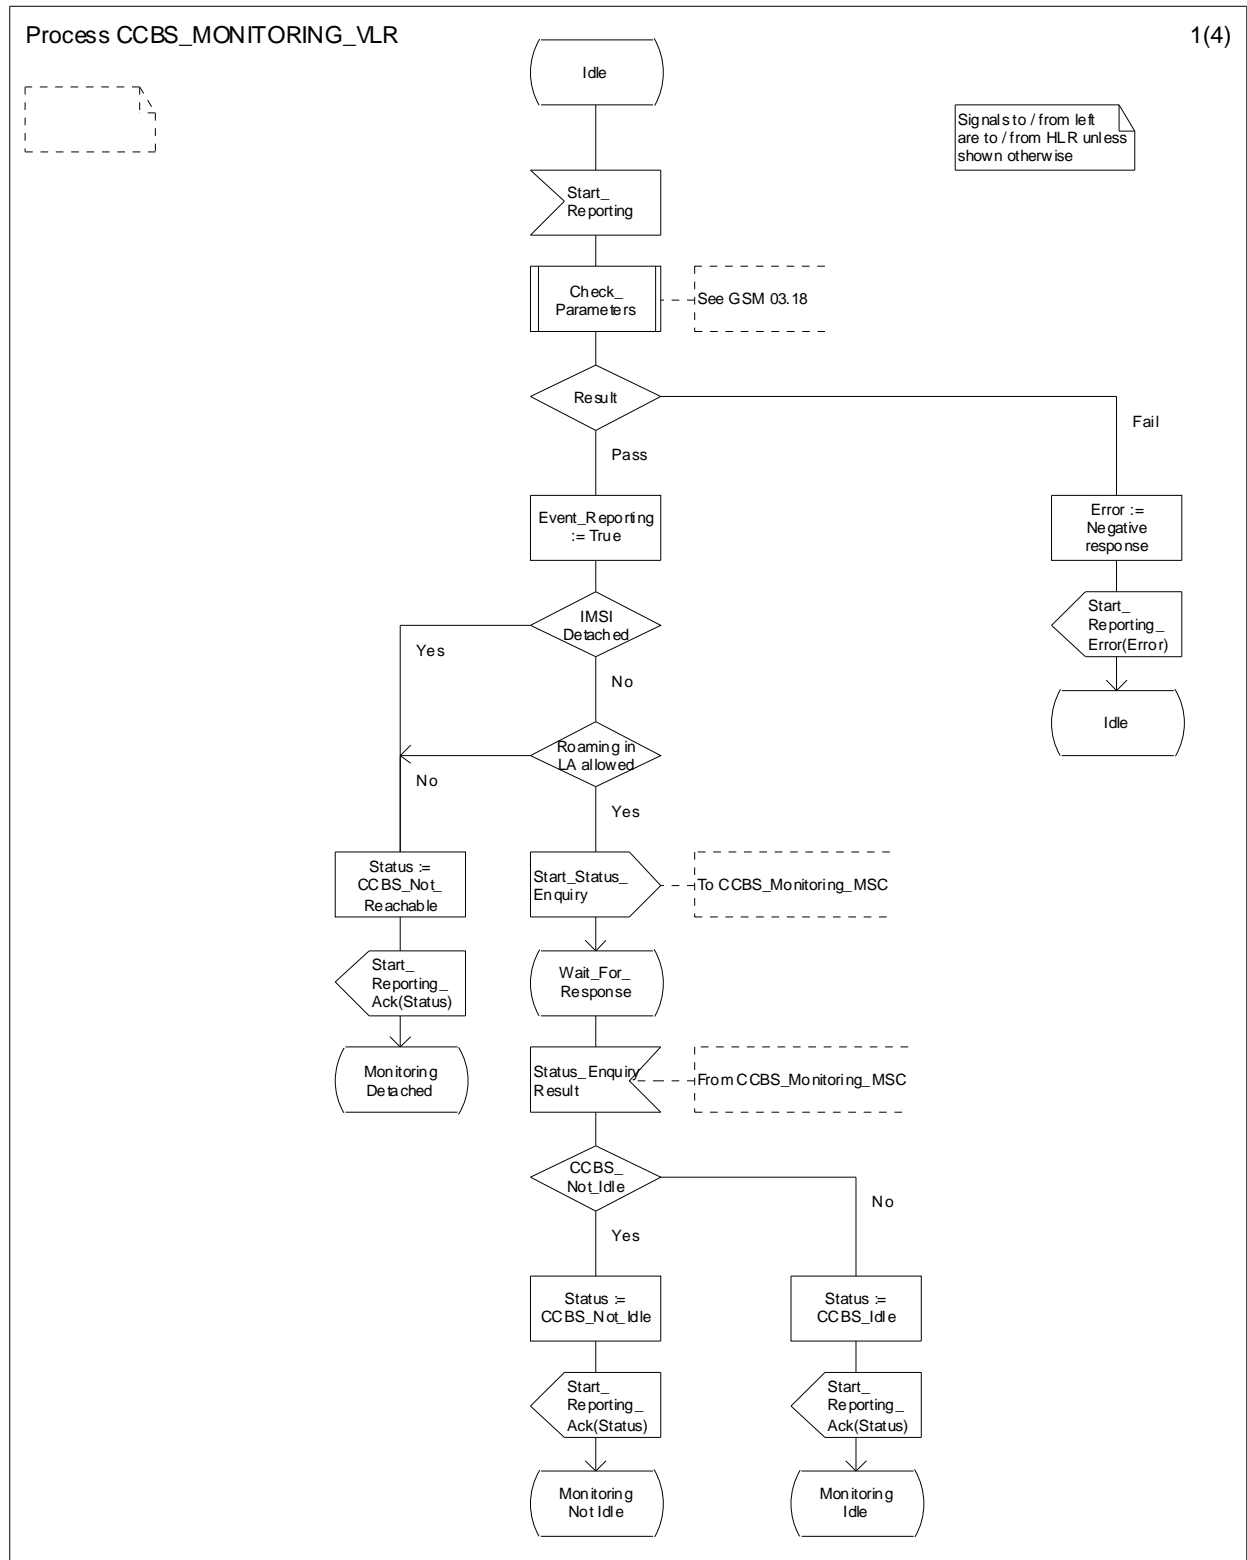 Process CCBS_MONITORING_VLR
1(4)
Idle
Signals to / from left
are to / from HLR unless
shown otherwise
Start_
Reporting
Check_
Parameters
See GSM 03.18
Result
Fail
Pass
Event_Reporting
:= True
Error :=
Negative
response
IMSI
Detached
Yes
No
Start_
Reporting_
Error(Error)
Idle
Roaming in
LA allowed
No
Yes
Status :=
CCBS_Not_
Reachable
Start_Status_
Enquiry
To CCBS_Monitoring_MSC
Start_
Reporting_
Ack(Status)
Wait_For_
Response
Monitoring
Detached
Status_Enquiry
Result
From CCBS_Monitoring_MSC
CCBS_
Not_Idle
No
Yes
Status :=
CCBS_Not_Idle
Status :=
CCBS_Idle
Start_
Reporting_
Ack(Status)
Start_
Reporting_
Ack(Status)
Monitoring
Not Idle
Monitoring
Idle